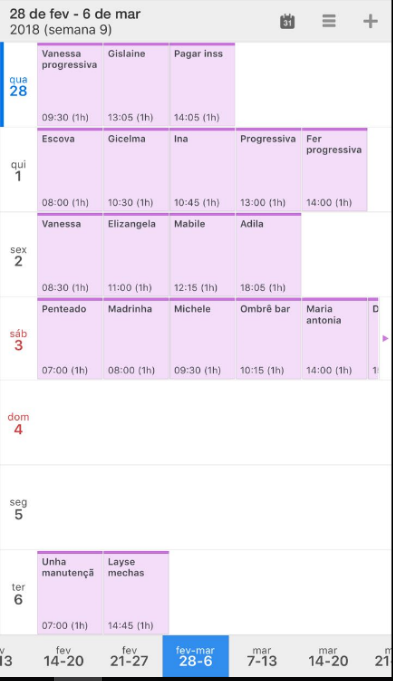 28 de fev - 6 de mar
2018 (semana 9)
31
qua
28
Vanessa
progressiva
09:30 (1h)
Gislaine
13:05 (1h)
Pagar inss
14:05 (1h)
qui
1
Escova
08:00 (1h)
Gicelma
10:30 (1h)
Ina
10:45 (1h)
Progressiva
13:00 (1h)
Fer
progressiva
14:00 (1h)
sex
2
Vanessa
08:30 (1h)
Elizangela
11:00 (1h)
Mabile
12:15 (1h)
Adila
18:05 (1h)
sáb
3
Penteado
07:00 (1h)
Madrinha
08:00 (1h)
Michele
09:30 (1h)
Ombrê bar
10:15 (1h)
Maria
antonia
14:00 (1h)
D
dom
4
seg
5
ter
6
Unha
manutençã
07:00 (1h)
Layse
mechas
14:45 (1h)
v
13
fev
14-20
fev
21-27
fev-mar
28-6
mar
7-13
mar
14-20
mar
21-